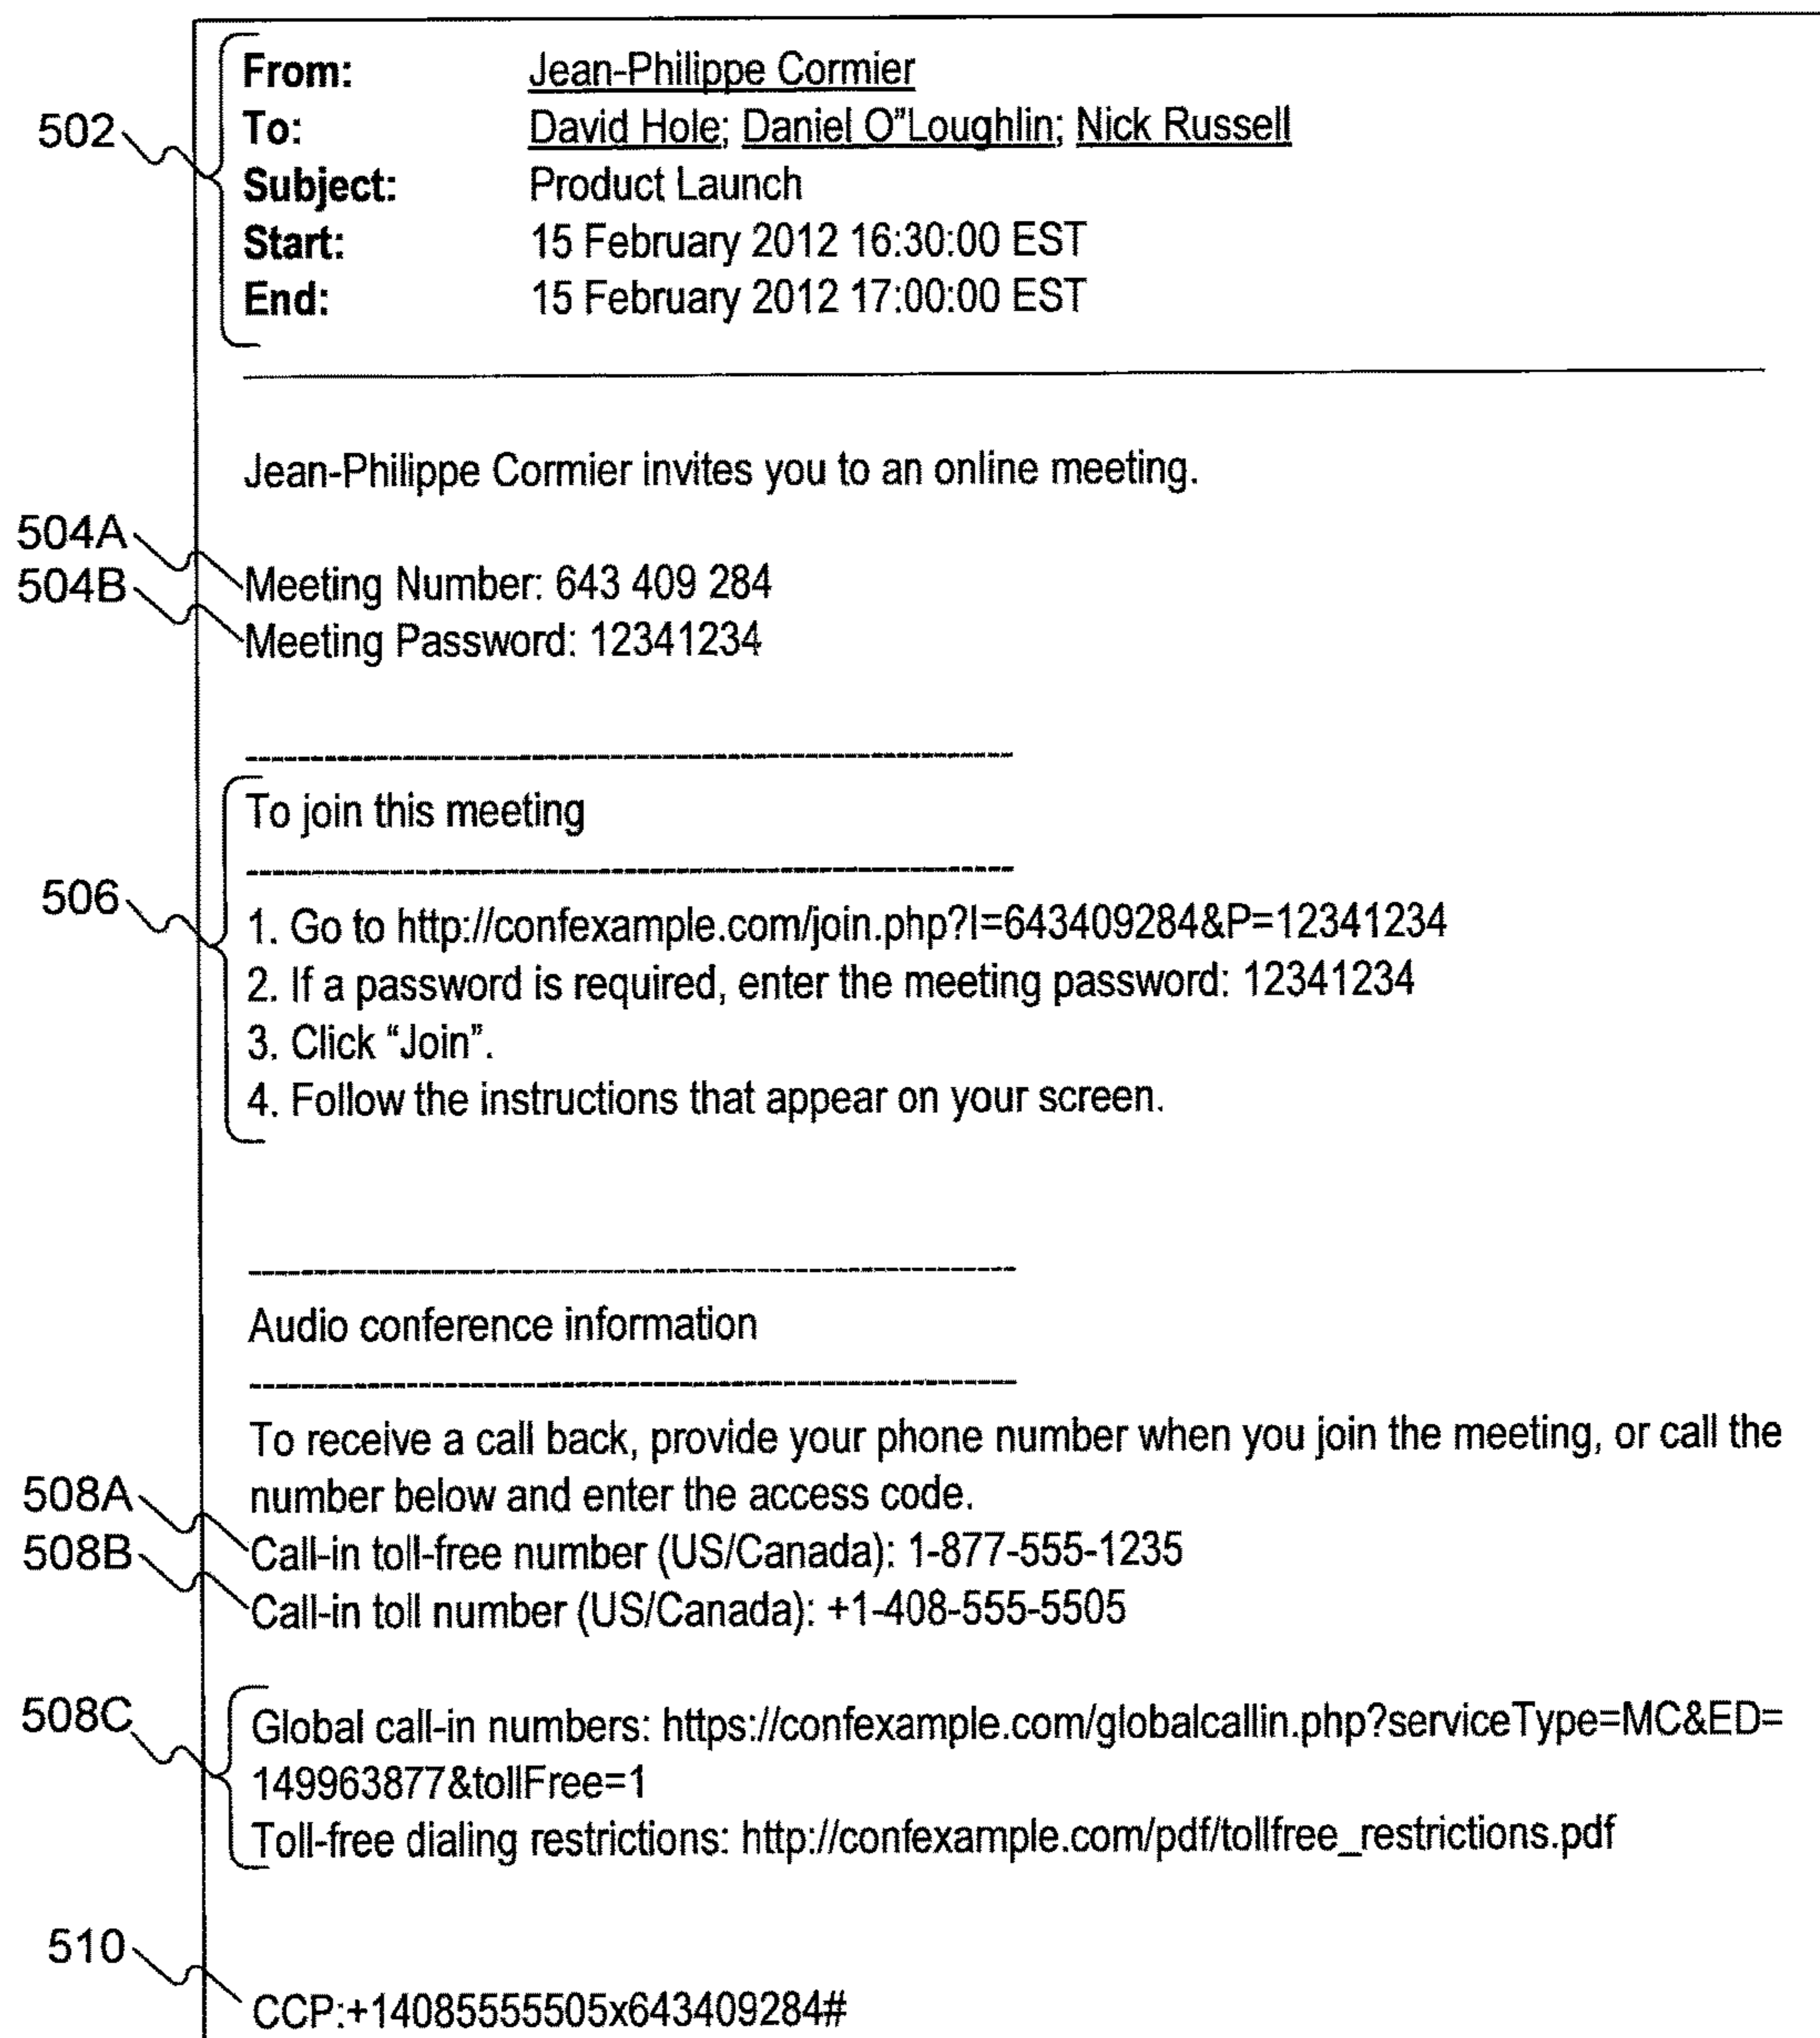 From: Jean-Philippe Cormier
502
To: David Hole; Daniel O"Loughlin; Nick Russell
Subject: Product Launch
Start: 15 February 2012 16:30:00 EST
End: 15 February 2012 17:00:00 EST
Jean-Philippe Cormier invites you to an online meeting.
504A
Meeting Number: 643 409 284
504B
Meeting Password: 12341234
To join this meeting
506
1. Go to http://confexample.com/join.php?I=643409284&P=12341234
2. If a password is required, enter the meeting password: 12341234
3. Click “Join”.
4. Follow the instructions that appear on your screen.
Audio conference information
To receive a call back, provide your phone number when you join the meeting, or call the
number below and enter the access code.
508A
Call-in toll-free number (US/Canada): 1-877-555-1235
508B
Call-in toll number (US/Canada): +1-408-555-5505
508C
Global call-in numbers: https://confexample.com/globalcallin.php?serviceType=MC&ED=
149963877&tollFree=1
Toll-free dialing restrictions: http://confexample.com/pdf/tollfree_restrictions.pdf
510
CCP:+14085555505x643409284#